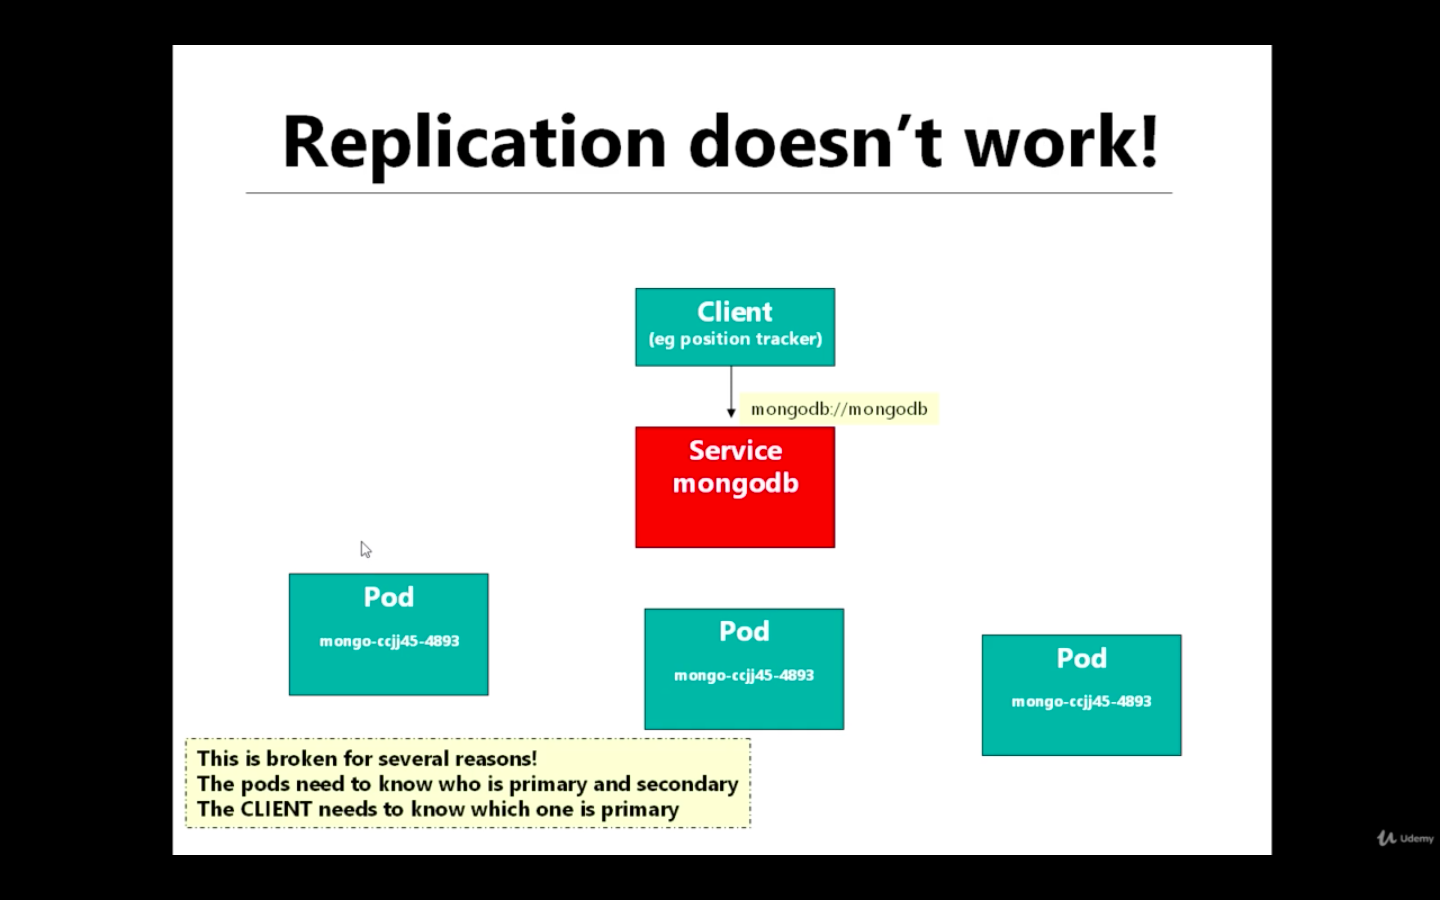 Replication doesn't work!
Client
(eg position tracker)
mongodb://mongodb
Service
mongodb
Pod
mongo-ccjj45-4893
Pod
mongo-ccjj45-4893
Pod
mongo-ccjj45-4893
This is broken for several reasons!
The pods need to know who is primary and secondary
The CLIENT needs to know which one is primary
Udemy